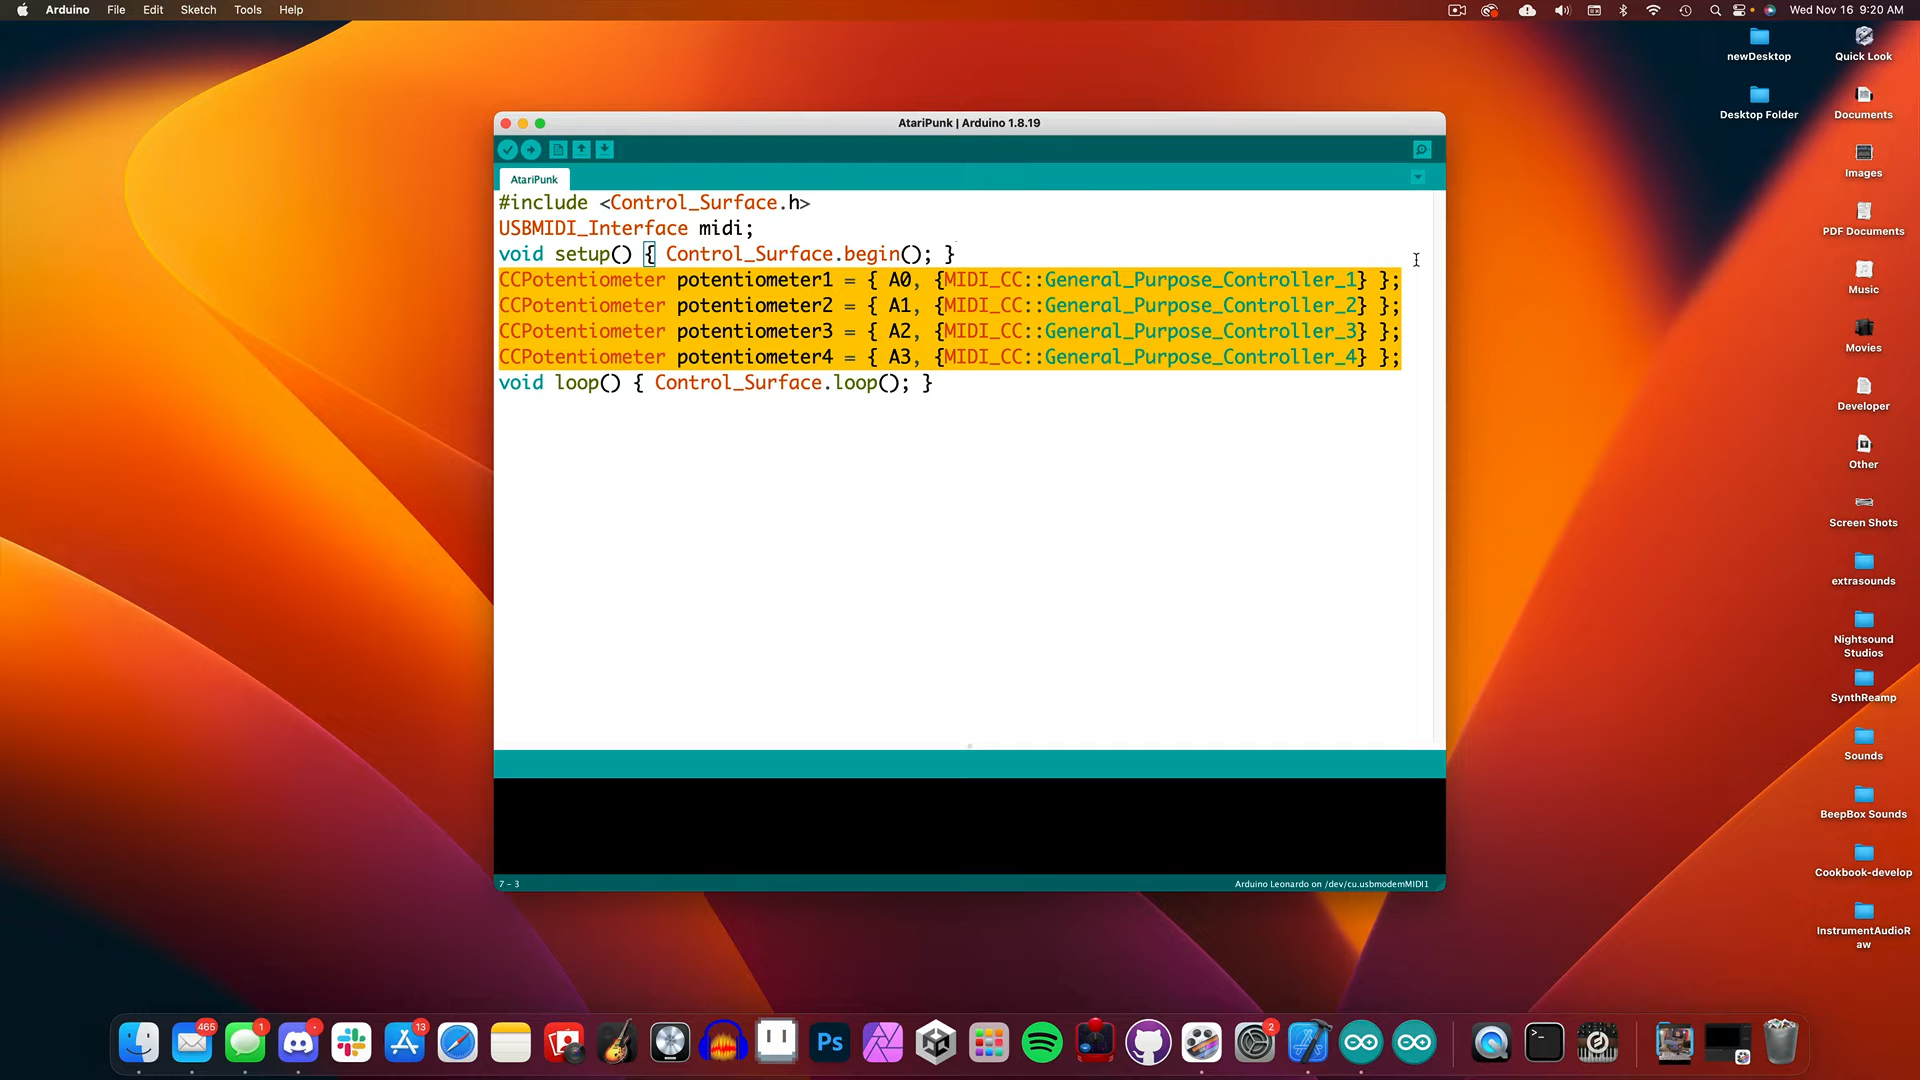 Arduino File Edit Sketch Tools Help
Wed Nov 16 9:20 AM
newDesktop
Quick Look
Desktop Folder
Documents
Images
PDF Documents
Music
Movies
Developer
Other
Screen Shots
extrasounds
Nightsound
Studios
SynthReamp
Sounds
BeepBox Sounds
Cookbook-develop
InstrumentAudioR
aw
AtariPunk | Arduino 1.8.19
AtariPunk
#include <Control_Surface.h>
USBMIDI_Interface midi;
void setup() { Control_Surface.begin(); }
CCPotentiometer potentiometer1 = { A0, {MIDI_CC::General_Purpose_Controller_1} };
CCPotentiometer potentiometer2 = { A1, {MIDI_CC::General_Purpose_Controller_2} };
CCPotentiometer potentiometer3 = { A2, {MIDI_CC::General_Purpose_Controller_3} };
CCPotentiometer potentiometer4 = { A3, {MIDI_CC::General_Purpose_Controller_4} };
void loop() { Control_Surface.loop(); }
7 - 3
Arduino Leonardo on /dev/cu.usbmodemMIDI1
465
1
13
Ps
2